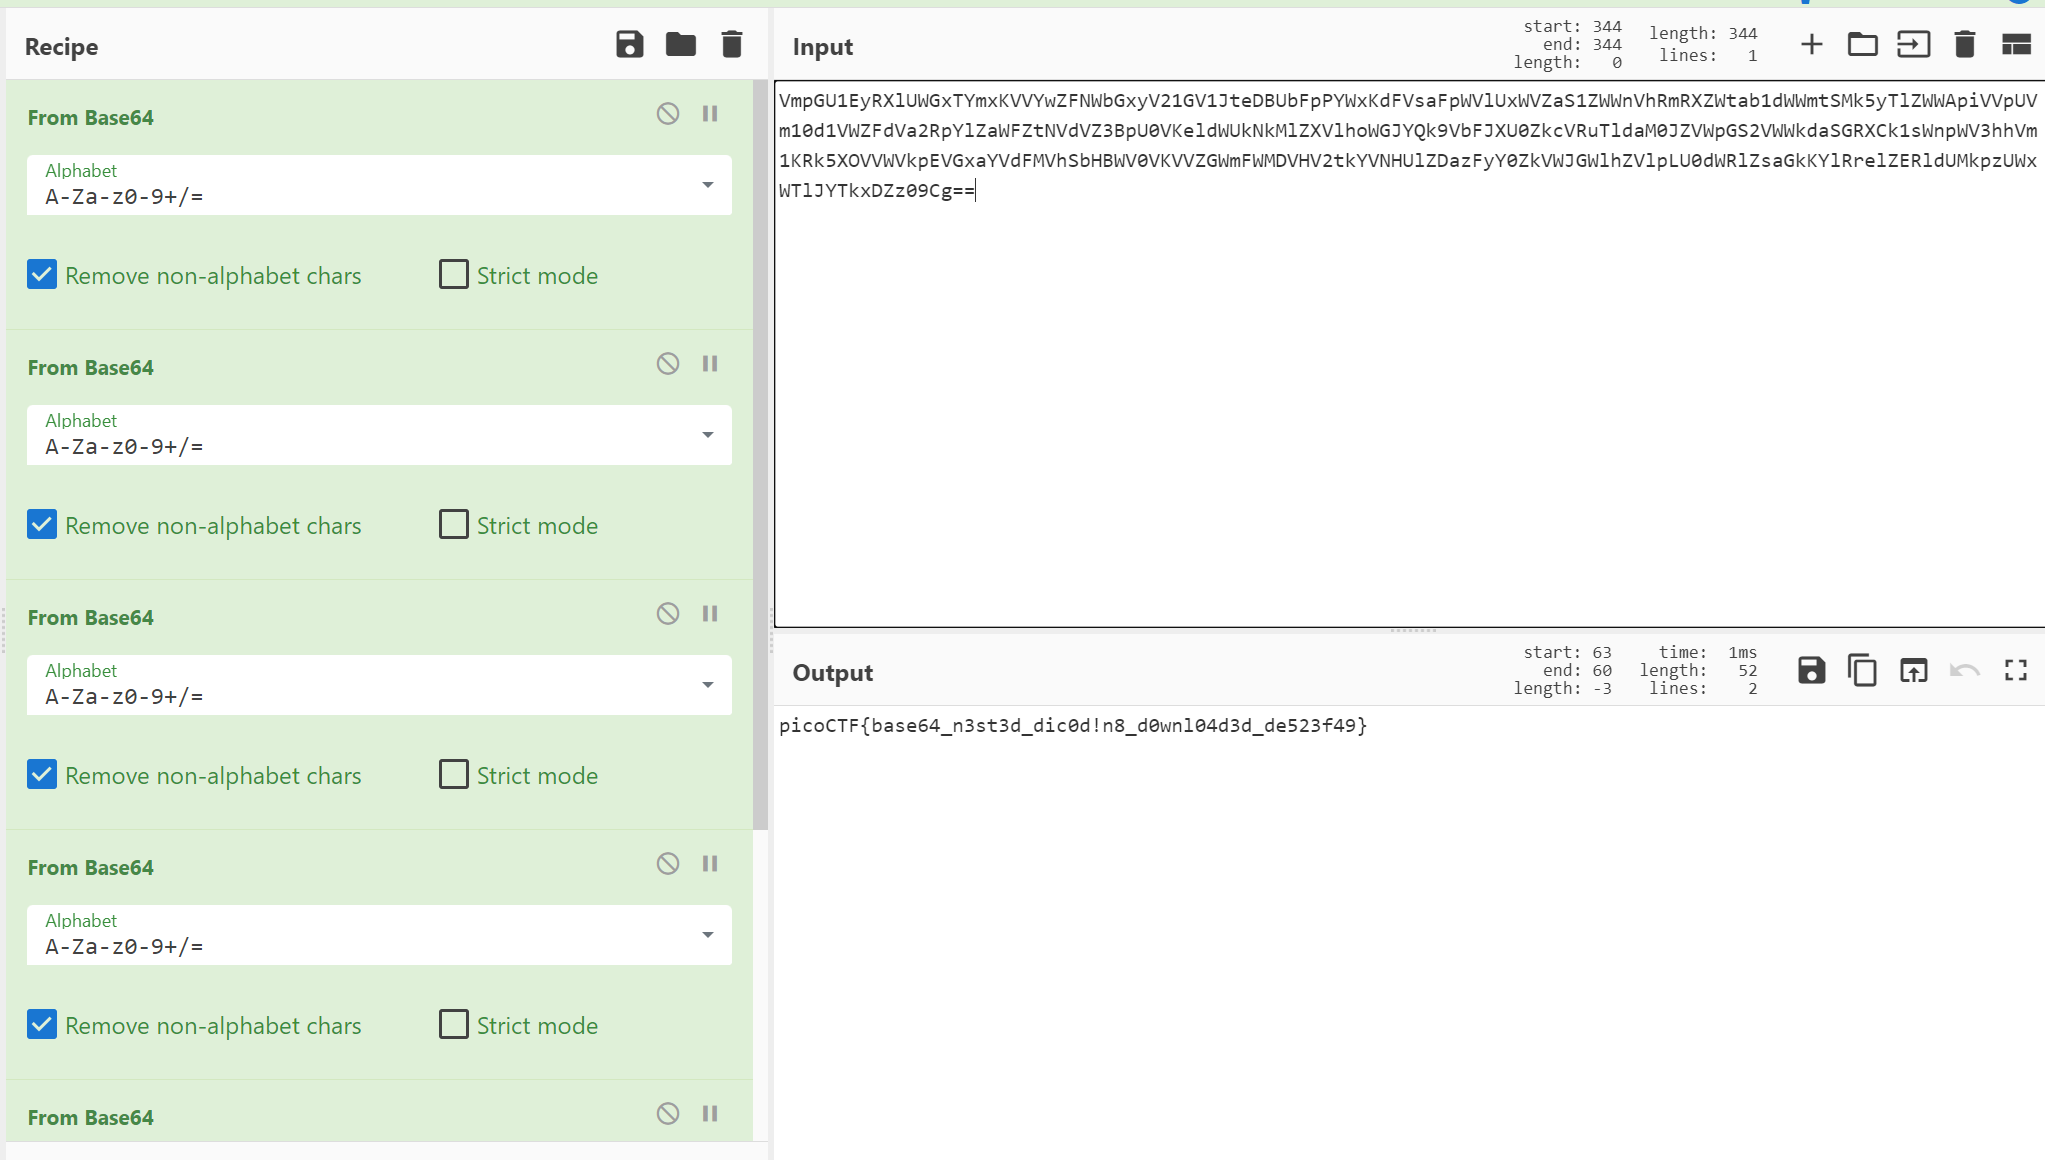 Recipe
From Base64
Alphabet
A-Za-z0-9+/=
Remove non-alphabet chars
Strict mode
From Base64
Alphabet
A-Za-z0-9+/=
Remove non-alphabet chars
Strict mode
From Base64
Alphabet
A-Za-z0-9+/=
Remove non-alphabet chars
Strict mode
From Base64
Alphabet
A-Za-z0-9+/=
Remove non-alphabet chars
Strict mode
From Base64
Input
start: 344
end: 344
length: 0
length: 344
lines: 1
VmpGU1EyRXlUWGxTYmxKVVYwZFNWbGxyV21GV1JteDBUbFpPYWxKdFVsaFpWVlUxWVZaS1ZWWnVhRmRXZWtab1dWWmtSMk5yTlZWWApiVVpUVm10d1VWZFdVa2RpYlZaWFZtNVdVZ3BpU0VKeldWUkNkMlZXVlhoWGJYQk9VbFJXU0ZkcVRuTldaM0JZVWpGS2VWWkdaSGRXCk1sWnpWV3hhVm1KRk5XOVVWVkpEVGxaYVdFMVhSbHBWV0VKVVZGWmFWMDVHV2tkYVNHUlZDazFyY0ZkVWJGWlhZVlpLU0dWRlZsaGkKYlRrelZERldUMkpzUWxWTlJYTkxDZz09Cg==
Output
start: 63
end: 60
length: -3
time: 1ms
length: 52
lines: 2
picoCTF{base64_n3st3d_dic0d!n8_d0wnl04d3d_de523f49}